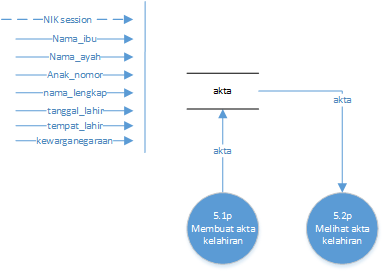 NIK session
Nama_ibu
Nama_ayah
Anak_nomor
nama_lengkap
tanggal_lahir
tempat_lahir
kewarganegaraan
akta
akta
akta
5.1p
Membuat akta
kelahiran
5.2p
Melihat akta
kelahiran